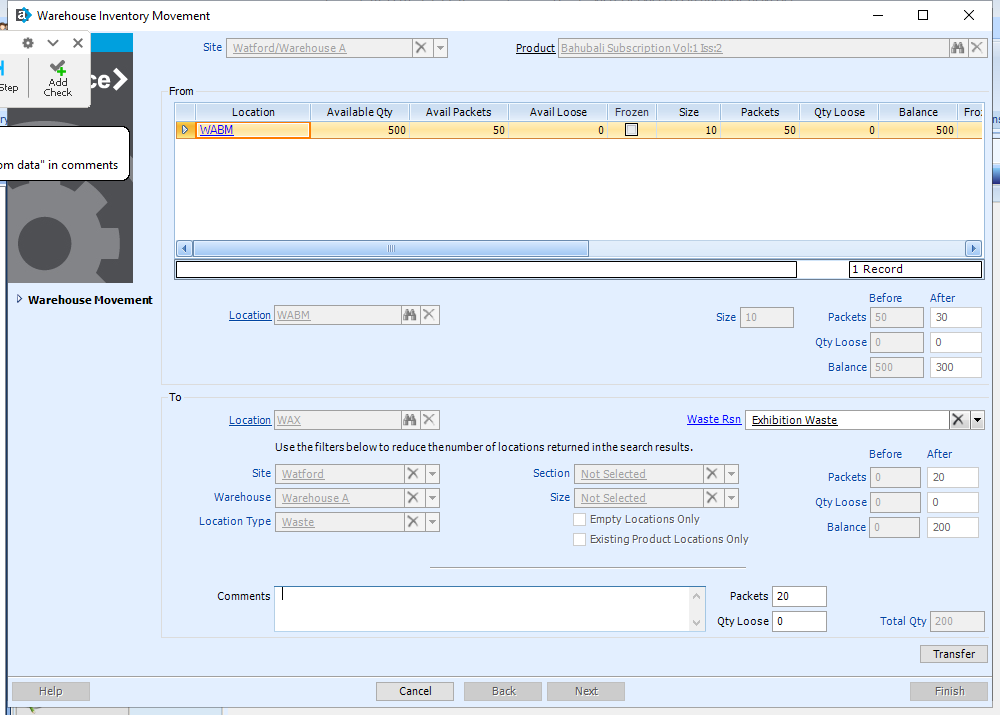 Warehouse Inventory Movement
Step
Add
Check
ce
om data" in comments
Warehouse Movement
Site Watford/Warehouse A Product Bahubali Subscription Vol:1 Iss:2
From
Location Available Qty Avail Packets Avail Loose Frozen Size Packets Qty Loose Balance Fro
WABM 500 50 0 10 50 0 500
1 Record
Before After
Location WABM Size 10 Packets 50 30
Qty Loose 0 0
Balance 500 300
To
Location WAX Waste Rsn Exhibition Waste
Use the filters below to reduce the number of locations returned in the search results.
Before After
Site Watford Section Not Selected Packets 0 20
Warehouse Warehouse A Size Not Selected Qty Loose 0 0
Location Type Waste Empty Locations Only Balance 0 200
Existing Product Locations Only
Comments Packets 20
Qty Loose 0 Total Qty 200
Transfer
Help Cancel Back Next Finish